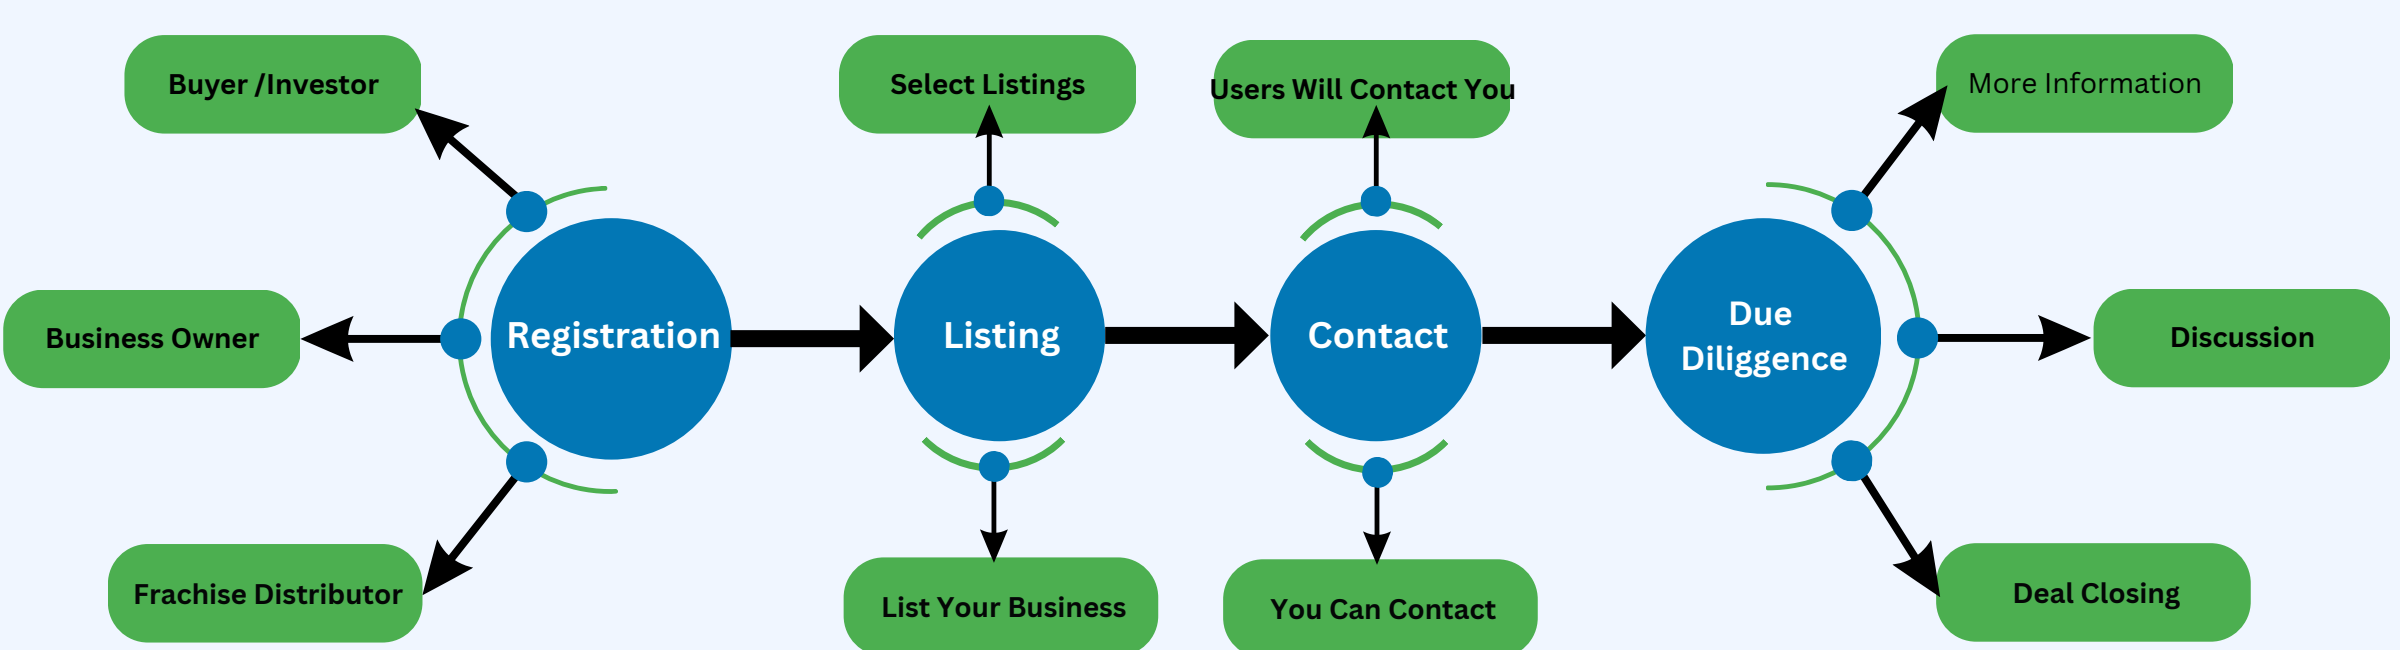 Buyer /Investor
Select Listings
Users Will Contact You
More Information
Business Owner
Registration
Listing
Contact
Due
Diliggence
Discussion
Frachise Distributor
List Your Business
You Can Contact
Deal Closing